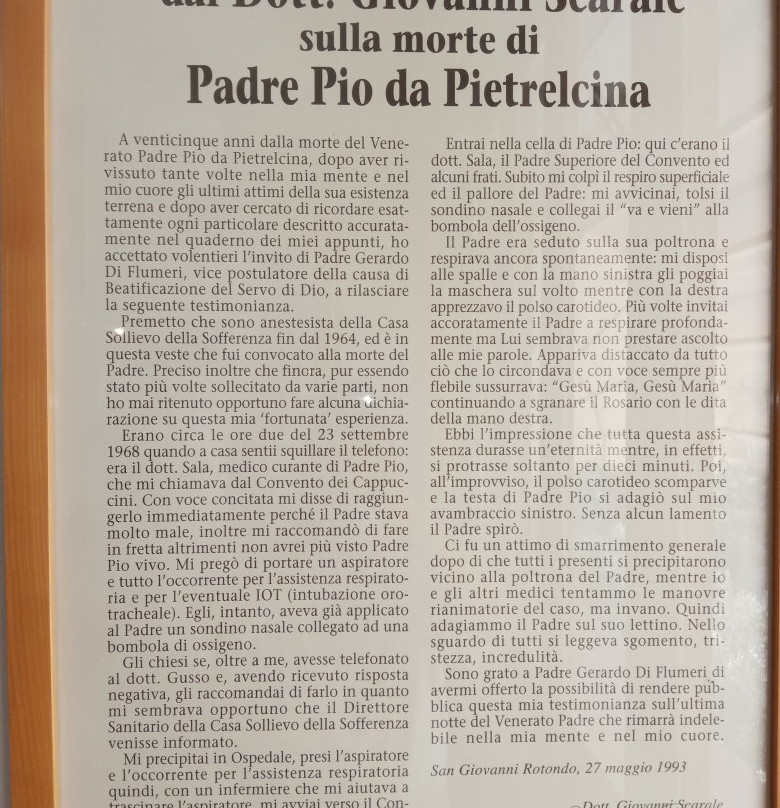 dal Dott. Giovanni Scarale
sulla morte di
Padre Pio da Pietrelcina
A venticinque anni dalla morte del Vene-
rato Padre Pio da Pietrelcina, dopo aver ri-
vissuto tante volte nella mia mente e nel
mio cuore gli ultimi attimi della sua esistenza
terrena e dopo aver cercato di ricordare esat-
tamente ogni particolare descritto accurata-
mente nel quaderno dei miei appunti, ho
accettato volentieri l'invito di Padre Gerardo
Di Flumeri, vice postulatore della causa di
Beatificazione del Servo di Dio, a rilasciare
la seguente testimonianza.
Premetto che sono anestesista della Casa
Sollievo della Sofferenza fin dal 1964, ed è in
questa veste che fui convocato alla morte del
Padre. Preciso inoltre che finora, pur essendo
stato più volte sollecitato da varie parti, non
ho mai ritenuto opportuno fare alcuna dichia-
razione su questa mia 'fortunata' esperienza.
Erano circa le ore due del 23 settembre
1968 quando a casa sentii squillare il telefono:
era il dott. Sala, medico curante di Padre Pio,
che mi chiamava dal Convento dei Cappuc-
cini. Con voce concitata mi disse di raggiun-
gerlo immediatamente perché il Padre stava
molto male, inoltre mi raccomandò di fare
in fretta altrimenti non avrei più visto Padre
Pio vivo. Mi pregò di portare un aspiratore
e tutto l'occorrente per l'assistenza respirato-
ria e per l'eventuale IOT (intubazione oro-
tracheale). Egli, intanto, aveva già applicato
al Padre un sondino nasale collegato ad una
bombola di ossigeno.
Gli chiesi se, oltre a me, avesse telefonato
al dott. Gusso e, avendo ricevuto risposta
negativa, gli raccomandai di farlo in quanto
mi sembrava opportuno che il Direttore
Sanitario della Casa Sollievo della Sofferenza
venisse informato.
Mi precipitai in Ospedale, presi l'aspiratore
e l'occorrente per l'assistenza respiratoria
quindi, con un infermiere che mi aiutava a
trascinare l'aspiratore, mi avviai verso il Con-
Entrai nella cella di Padre Pio: qui c'erano il
dott. Sala, il Padre Superiore del Convento ed
alcuni frati. Subito mi colpì il respiro superficiale
ed il pallore del Padre: mi avvicinai, tolsi il
sondino nasale e collegai il "va e vieni" alla
bombola dell'ossigeno.
Il Padre era seduto sulla sua poltrona e
respirava ancora spontaneamente: mi disposi
alle spalle e con la mano sinistra gli poggiai
la maschera sul volto mentre con la destra
apprezzavo il polso carotideo. Più volte invitai
accoratamente il Padre a respirare profonda-
mente ma Lui sembrava non prestare ascolto
alle mie parole. Appariva distaccato da tutto
ciò che lo circondava e con voce sempre più
flebile sussurrava: "Gesù Maria, Gesù Maria"
continuando a sgranare il Rosario con le dita
della mano destra.
Ebbi l'impressione che tutta questa assi-
stenza durasse un'eternità mentre, in effetti,
si protrasse soltanto per dieci minuti. Poi,
all'improvviso, il polso carotideo scomparve
e la testa di Padre Pio si adagiò sul mio
avambraccio sinistro. Senza alcun lamento
il Padre spirò.
Ci fu un attimo di smarrimento generale
dopo di che tutti i presenti si precipitarono
vicino alla poltrona del Padre, mentre io
e gli altri medici tentammo le manovre
rianimatorie del caso, ma invano. Quindi
adagiammo il Padre sul suo lettino. Nello
sguardo di tutti si leggeva sgomento, tri-
stezza, incredulità.
Sono grato a Padre Gerardo Di Flumeri di
avermi offerto la possibilità di rendere pub-
blica questa mia testimonianza sull'ultima
notte del Venerato Padre che rimarrà indele-
bile nella mia mente e nel mio cuore.
San Giovanni Rotondo, 27 maggio 1993
Dott. Giovanni Scarale